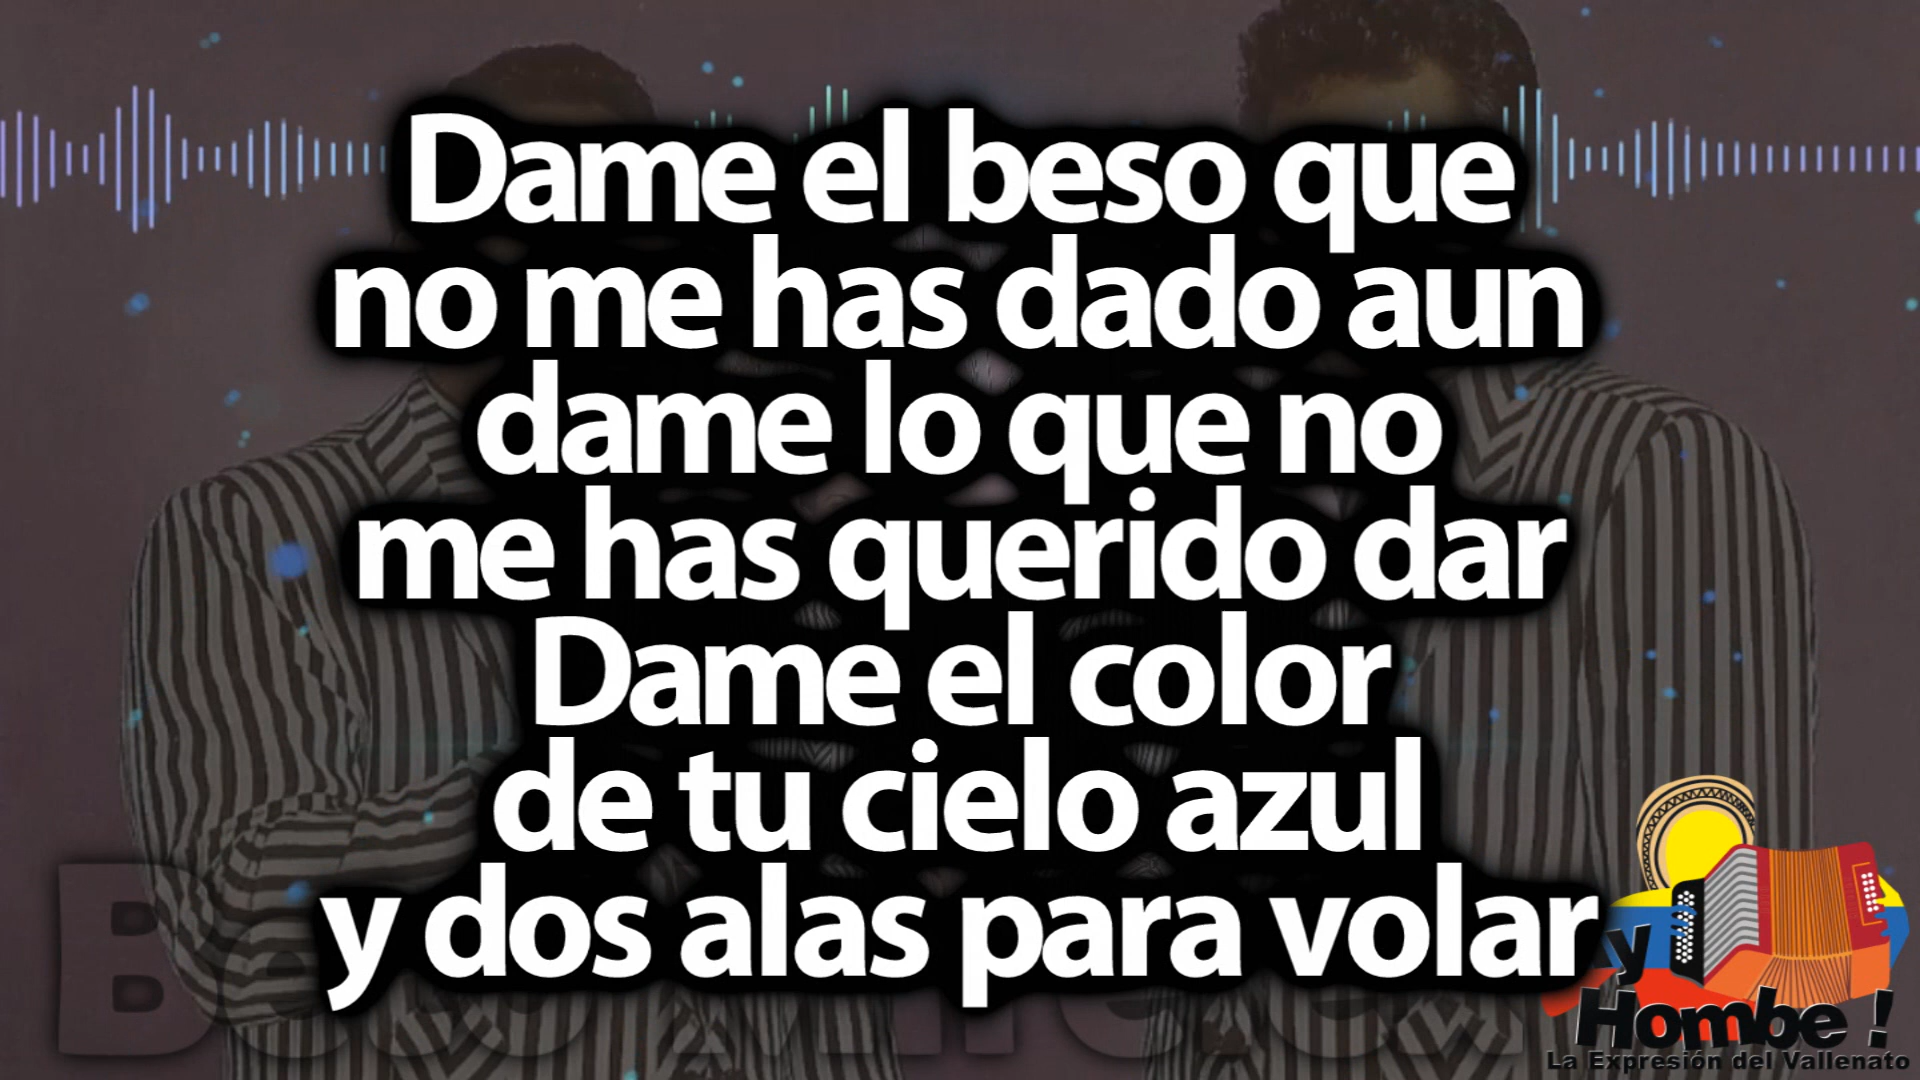 Dame el beso que
no me has dado aun
dame lo que no
me has querido dar
Dame el color
de tu cielo azul
y dos alas para volar
y
Hombe !
La Expresión del Vallenato